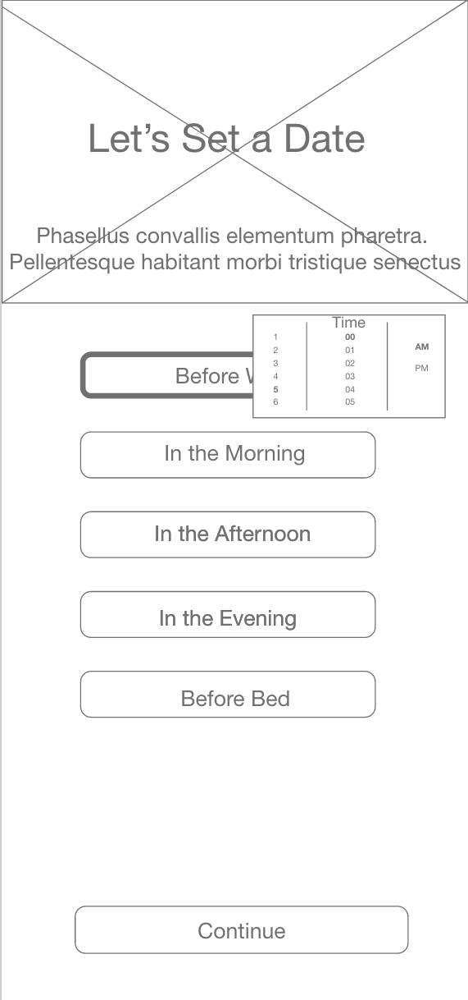 Let’s Set a Date
Phasellus convallis elementum pharetra.
Pellentesque habitant morbi tristique senectus
Time
1 00
2 01 AM
3 02
4 03 PM
5 04
6 05
Before
In the Morning
In the Afternoon
In the Evening
Before Bed
Continue